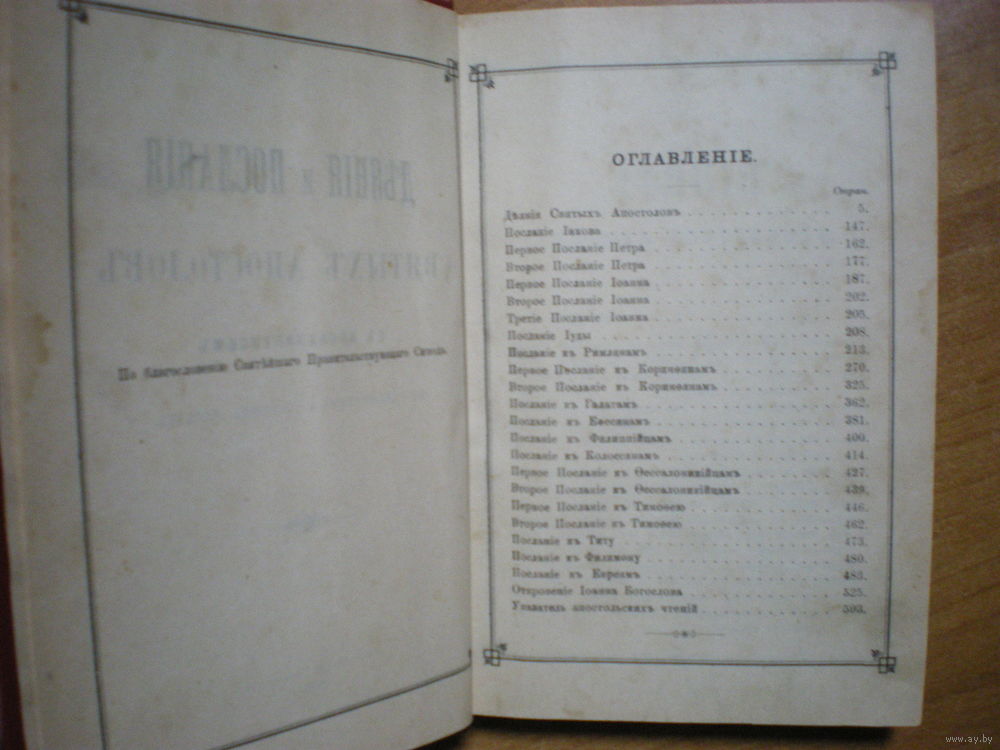 По благословенію Святѣйшаго Правительствующаго Сѵнода.
ОГЛАВЛЕНІЕ.
Стран.
Дѣянія Святыхъ Апостоловъ . . . . . . . . . 5.
Посланіе Іакова . . . . . . . . . . . . . 147.
Первое Посланіе Петра . . . . . . . . . . . 162.
Второе Посланіе Петра . . . . . . . . . . . 177.
Первое Посланіе Іоанна . . . . . . . . . . . 187.
Второе Посланіе Іоанна . . . . . . . . . . . 202.
Третіе Посланіе Іоанна . . . . . . . . . . . 205.
Посланіе Іуды . . . . . . . . . . . . . 208.
Посланіе къ Римлянамъ . . . . . . . . . . . 213.
Первое Посланіе къ Коринѳянамъ . . . . . . . 270.
Второе Посланіе къ Коринѳянамъ . . . . . . . 325.
Посланіе къ Галатамъ . . . . . . . . . . . 362.
Посланіе къ Ефесянамъ . . . . . . . . . . . 381.
Посланіе къ Филиппійцамъ . . . . . . . . . . 400.
Посланіе къ Колоссянамъ . . . . . . . . . . 414.
Первое Посланіе къ Ѳессалоникійцамъ . . . . . . 427.
Второе Посланіе къ Ѳессалоникійцамъ . . . . . . 439.
Первое Посланіе къ Тимоѳею . . . . . . . . . 446.
Второе Посланіе къ Тимоѳею . . . . . . . . . 462.
Посланіе къ Титу . . . . . . . . . . . . 473.
Посланіе къ Филимону . . . . . . . . . . . 480.
Посланіе къ Евреямъ . . . . . . . . . . . 483.
Откровеніе Іоанна Богослова . . . . . . . . . 525.
Указатель апостольскихъ чтеній . . . . . . . . 593.
www.ay.by